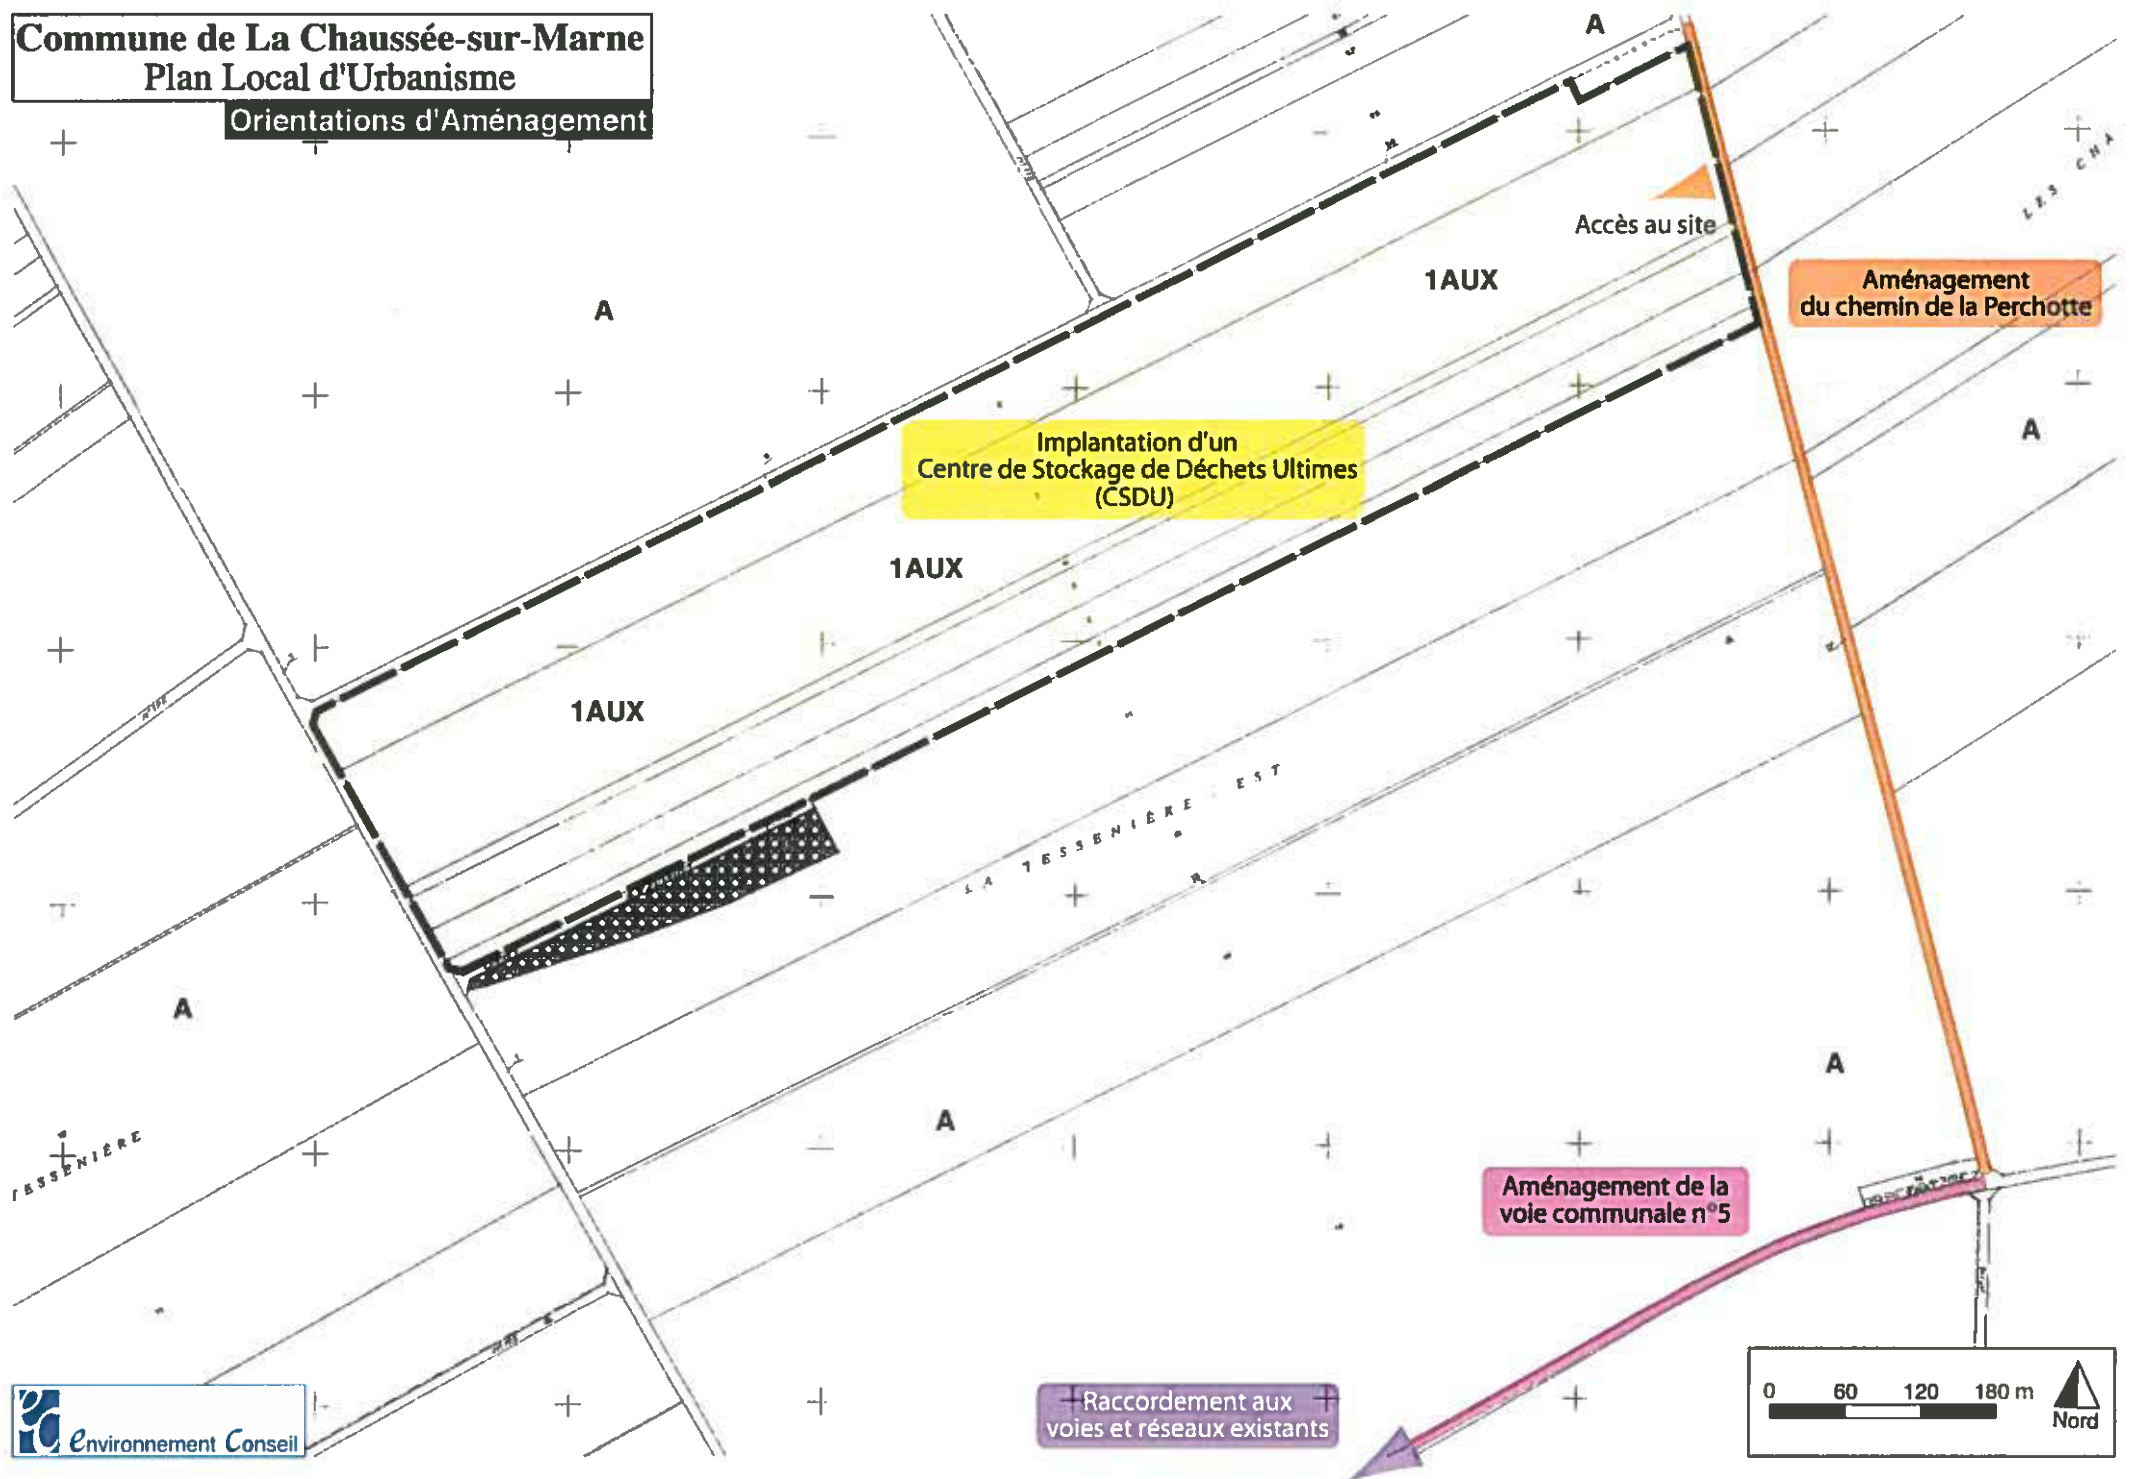 Commune de La Chaussée-sur-Marne
Plan Local d'Urbanisme
Orientations d'Aménagement
A
LES CHA
Accès au site
1AUX
Aménagement
du chemin de la Perchotte
A
A
Implantation d'un
Centre de Stockage de Déchets Ultimes
(CSDU)
1AUX
1AUX
LA TESSENIÈRE EST
A
A
A
TESSENIÈRE
Aménagement de la
voie communale n°5
Raccordement aux
voies et réseaux existants
0 60 120 180 m
Nord
Environnement Conseil